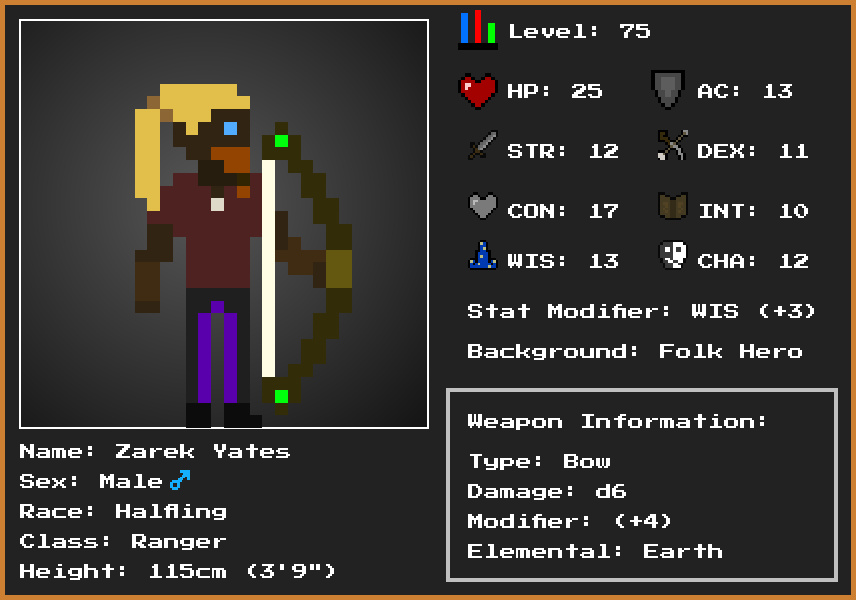 Level: 75
HP: 25
AC: 13
STR: 12
DEX: 11
CON: 17
INT: 10
WIS: 13
CHA: 12
Stat Modifier: WIS (+3)
Background: Folk Hero
Name: Zarek Yates
Sex: Male ♂
Race: Halfling
Class: Ranger
Height: 115cm (3'9")
Weapon Information:
Type: Bow
Damage: d6
Modifier: (+4)
Elemental: Earth